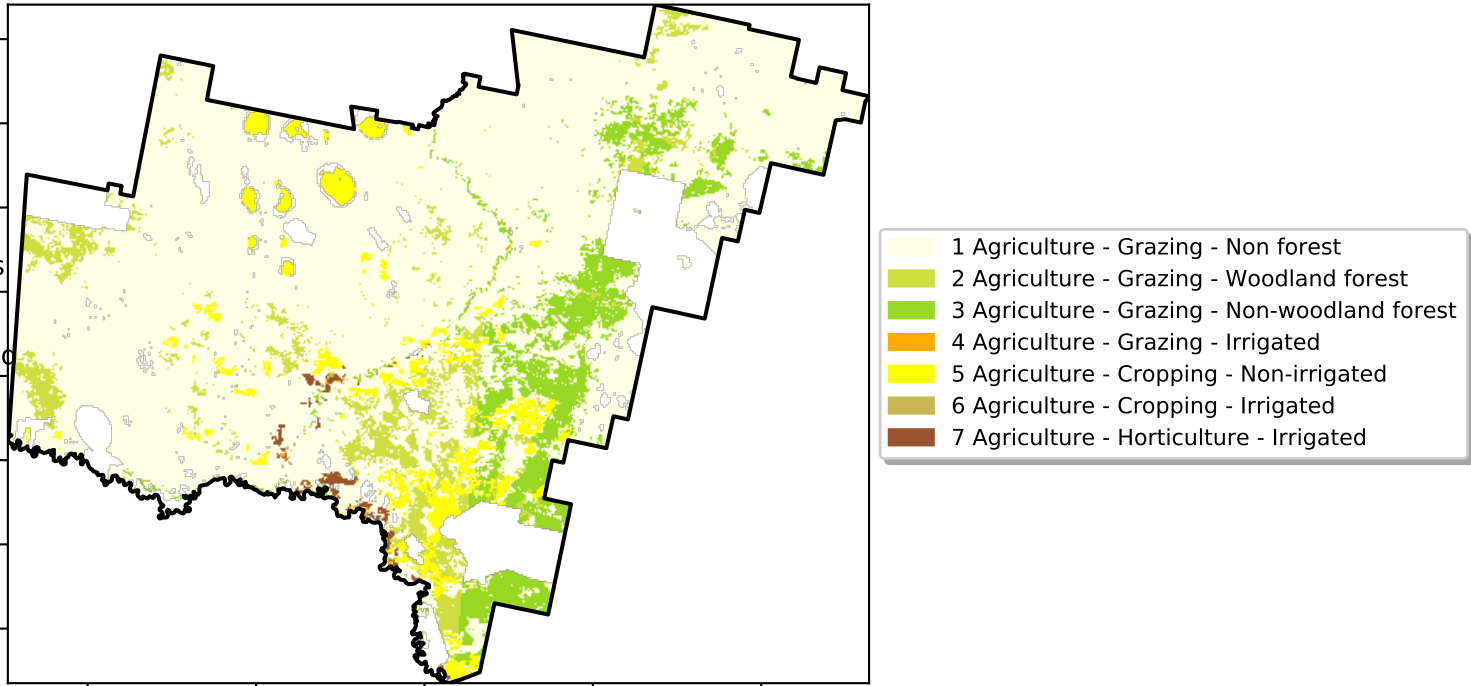 1 Agriculture - Grazing - Non forest
2 Agriculture - Grazing - Woodland forest
s
3 Agriculture - Grazing - Non-woodland forest
4 Agriculture - Grazing - Irrigated
0
5 Agriculture - Cropping - Non-irrigated
6 Agriculture - Cropping - Irrigated
7 Agriculture - Horticulture - Irrigated